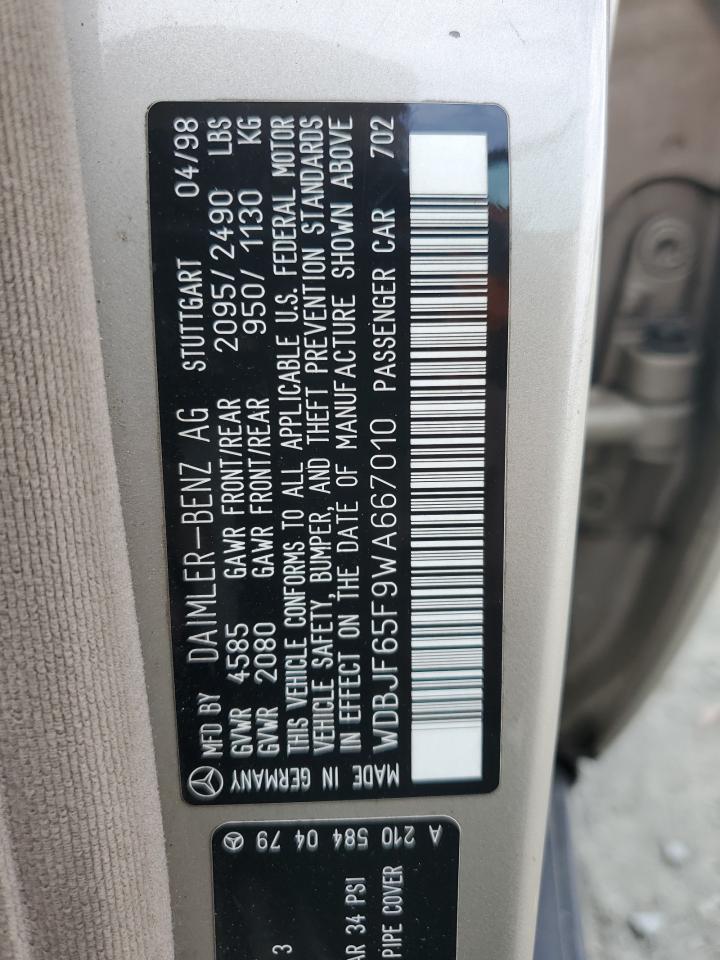 MFD BY DAIMLER-BENZ AG STUTTGART 04/98
GVWR 4585 GAWR FRONT/REAR 2095/2490 LBS
GVWR 2080 GAWR FRONT/REAR 950/1130 KG
THIS VEHICLE CONFORMS TO ALL APPLICABLE U.S. FEDERAL MOTOR
VEHICLE SAFETY, BUMPER, AND THEFT PREVENTION STANDARDS
IN EFFECT ON THE DATE OF MANUFACTURE SHOWN ABOVE
MADE IN GERMANY WDBJF65F9WA667010 PASSENGER CAR 702
A 210 584 04 79
3
AR 34 PSI
PIPE COVER